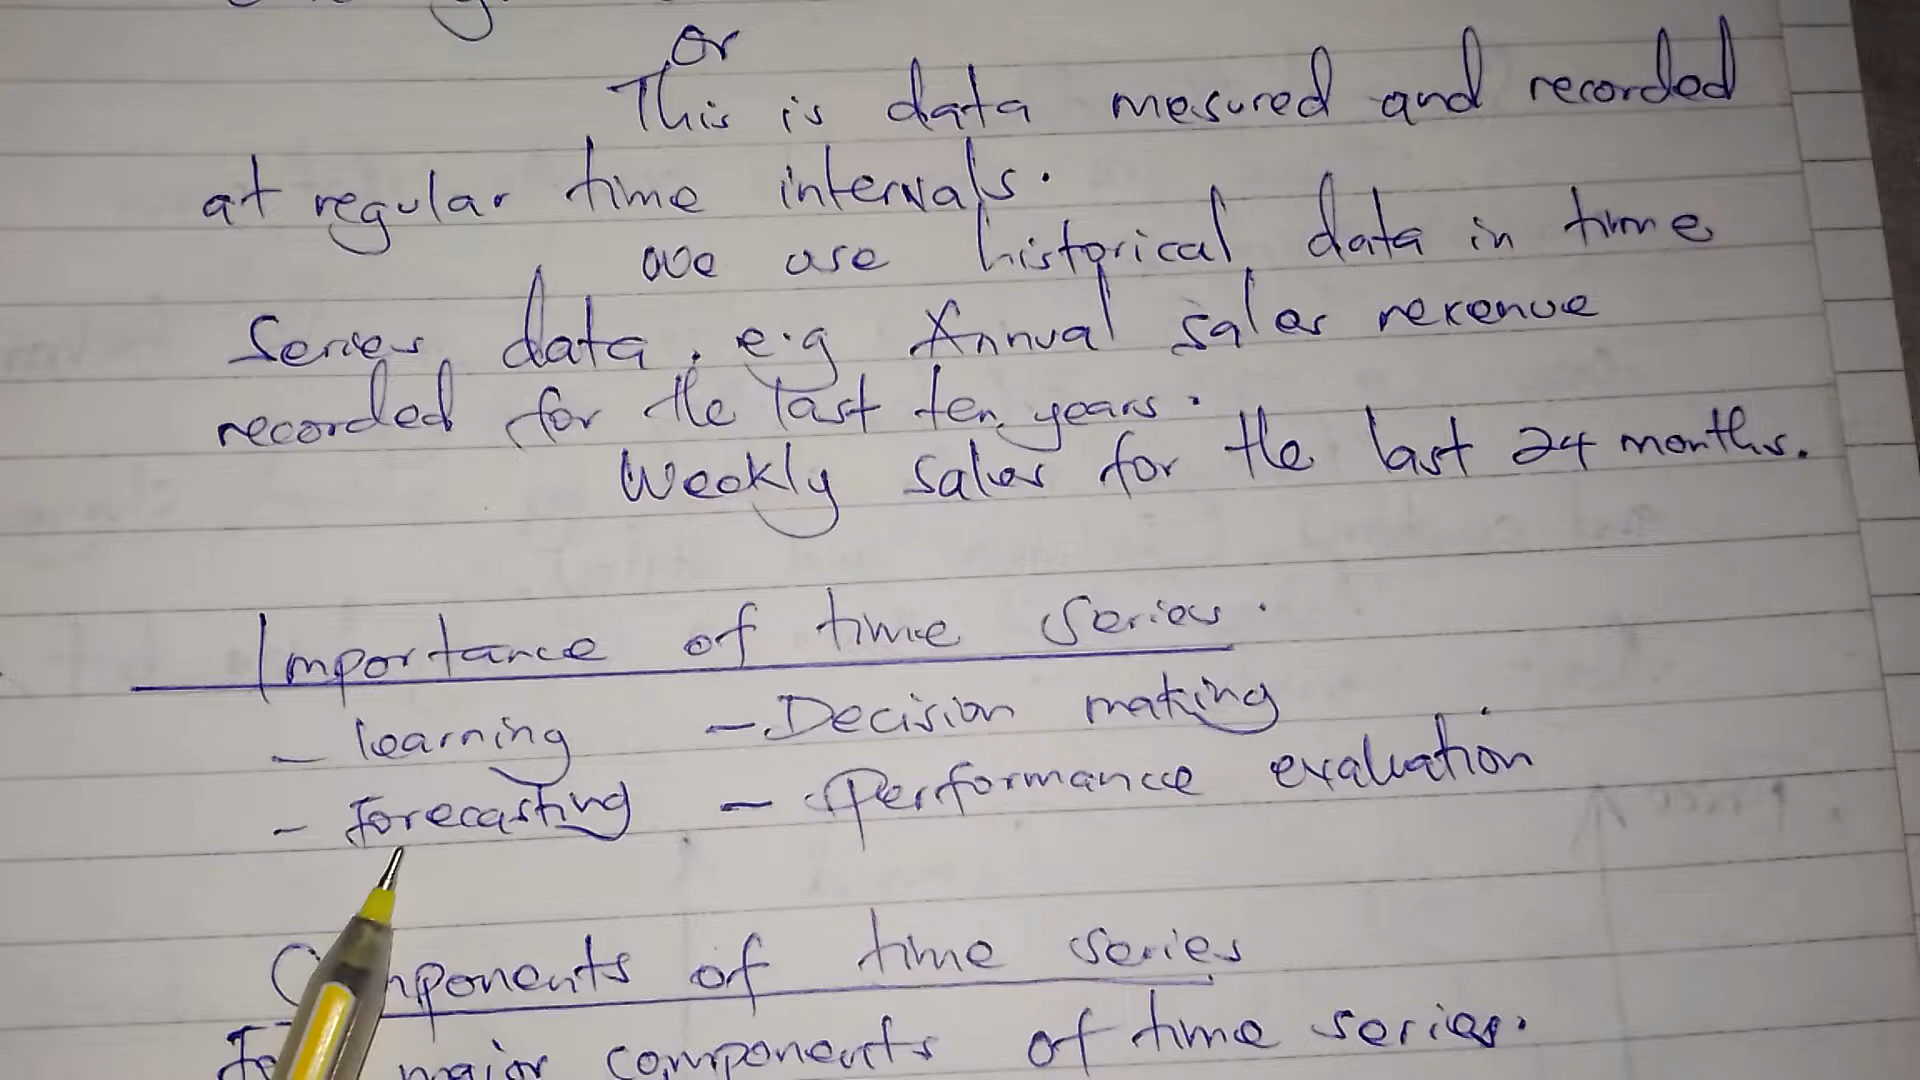 Or
This is data mesured and recorded
at regular time intervals.
we use historical data in time
Series data. e.g Annual sales revenue
recorded for the last ten years.
Weekly sales for the last 24 months.
Importance of time series.
- learning - Decision making
- forecasting - Performance evaluation
of time series
major components of time series.